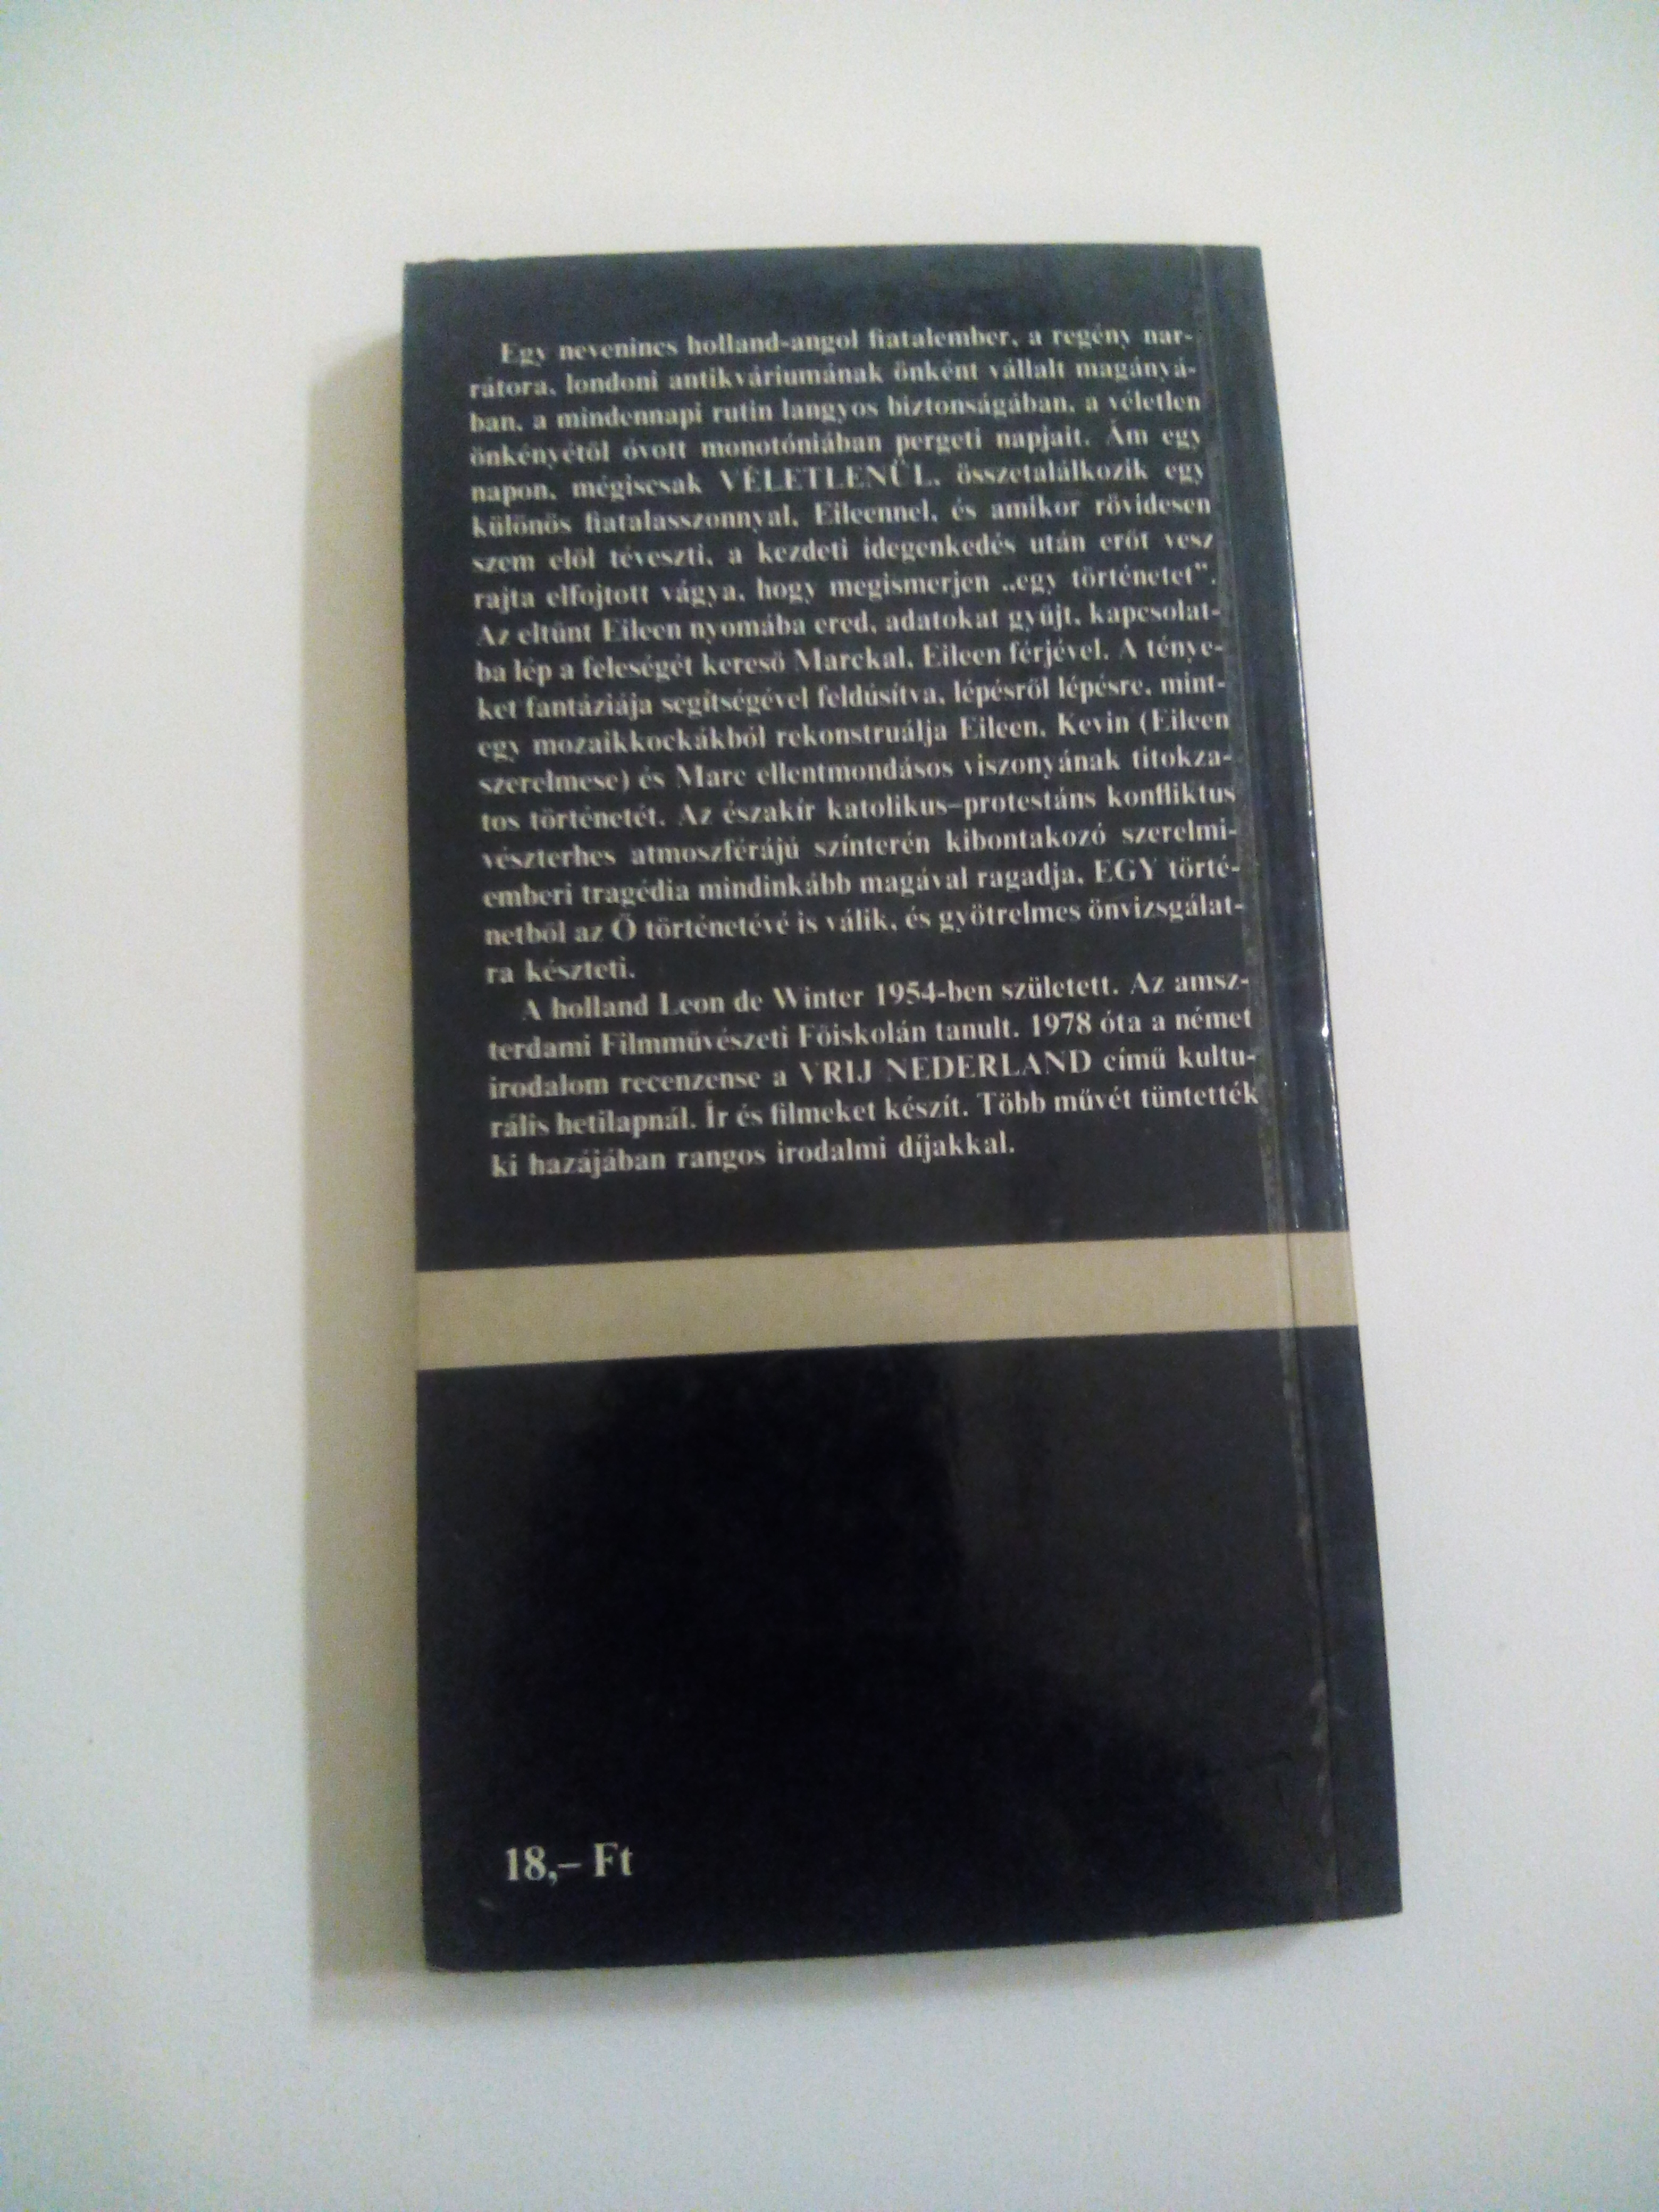 Egy nevenincs holland-angol fiatalember, a regény nar-
rátora, londoni antikváriumának önként vállalt magányá-
ban, a mindennapi rutin langyos biztonságában, a véletlen
önkényétől óvott monotóniában pergeti napjait. Ám egy
napon, mégiscsak VÉLETLENÜL, összetalálkozik egy
különös fiatalasszonnyal, Eileennel, és amikor rövidesen
szem elől téveszti, a kezdeti idegenkedés után erőt vesz
rajta elfojtott vágya, hogy megismerjen „egy történetet”.
Az eltűnt Eileen nyomába ered, adatokat gyűjt, kapcsolat-
ba lép a feleségét kereső Marckal, Eileen férjével. A ténye-
ket fantáziája segítségével feldúsítva, lépésről lépésre, mint-
egy mozaikkockákból rekonstruálja Eileen, Kevin (Eileen
szerelmese) és Marc ellentmondásos viszonyának titokza-
tos történetét. Az északír katolikus–protestáns konfliktus
vészterhes atmoszférájú színterén kibontakozó szerelmi-
emberi tragédia mindinkább magával ragadja, EGY törté-
netből az Ő történetévé is válik, és gyötrelmes önvizsgálat-
ra készteti.
A holland Leon de Winter 1954-ben született. Az amsz-
terdami Filmművészeti Főiskolán tanult. 1978 óta a német
irodalom recenzense a VRIJ NEDERLAND című kultu-
rális hetilapnál. Ír és filmeket készít. Több művét tüntették
ki hazájában rangos irodalmi díjakkal.
18,– Ft